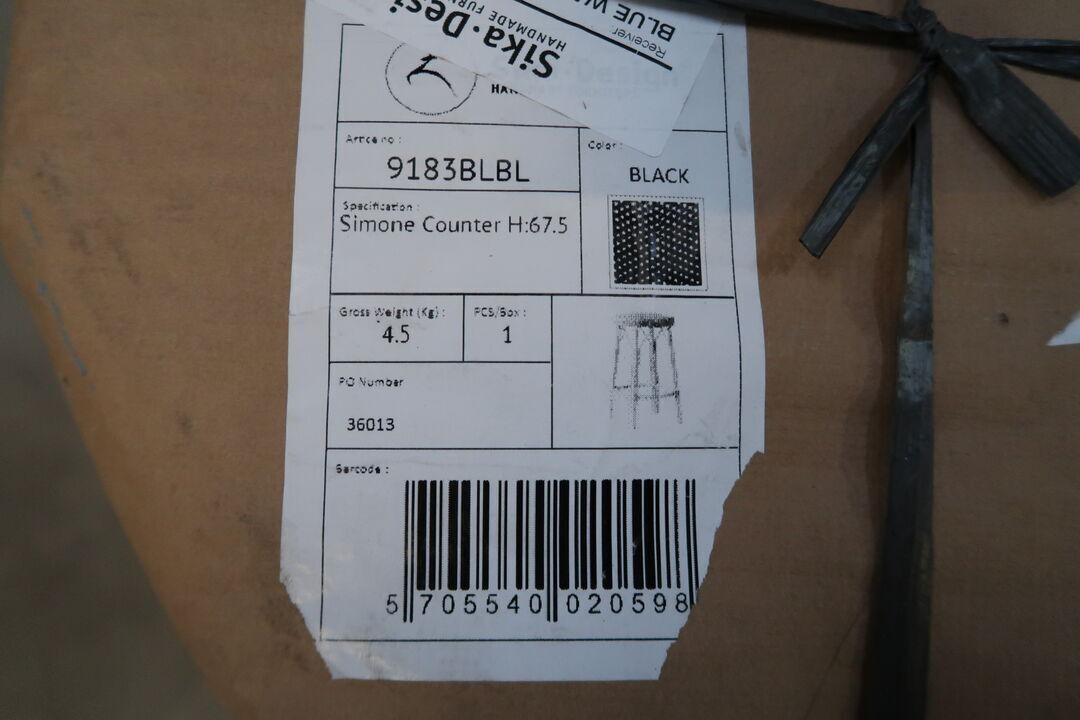 Sika·Desi
HANDMADE FURN
Receiver
BLUE W
HAN
Article no :
9183BLBL
Color :
BLACK
Specification :
Simone Counter H:67.5
Gross Weight (Kg) :
4.5
PCS/Box :
1
PO Number
36013
Barcode :
5 705540 020598